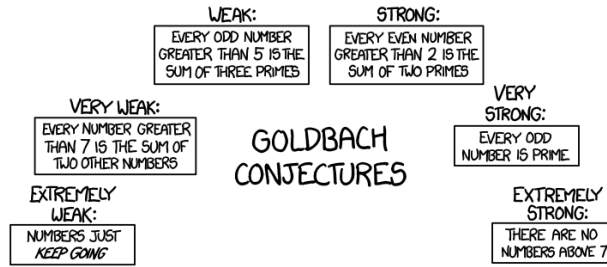 WEAK:
EVERY ODD NUMBER
GREATER THAN 5 IS THE
SUM OF THREE PRIMES
STRONG:
EVERY EVEN NUMBER
GREATER THAN 2 IS THE
SUM OF TWO PRIMES
VERY WEAK:
EVERY NUMBER GREATER
THAN 7 IS THE SUM OF
TWO OTHER NUMBERS
GOLDBACH
CONJECTURES
VERY
STRONG:
EVERY ODD
NUMBER IS PRIME
EXTREMELY
WEAK:
NUMBERS JUST
KEEP GOING
EXTREMELY
STRONG:
THERE ARE NO
NUMBERS ABOVE 7